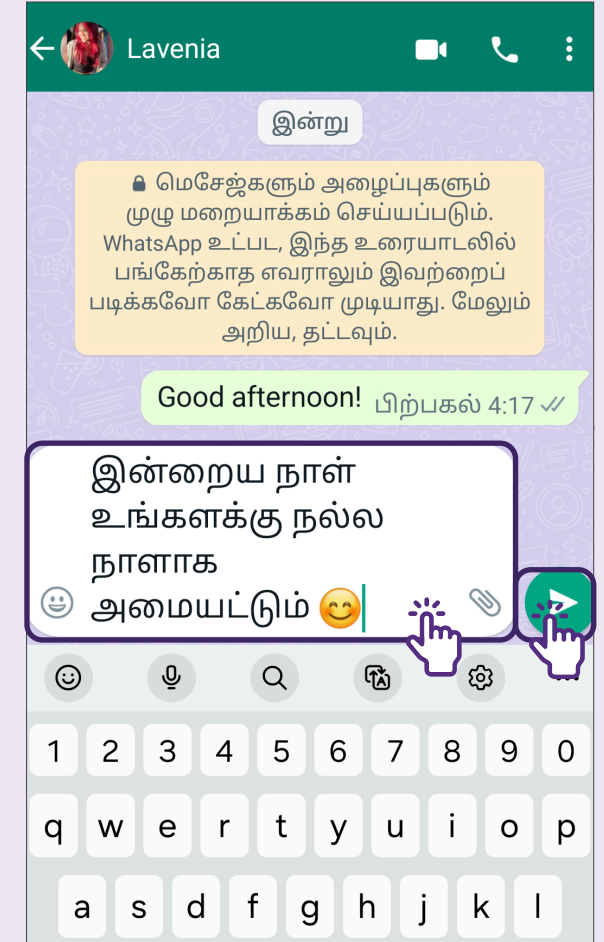 Lavenia
இன்று
🔒 மெசேஜ்களும் அழைப்புகளும்
முழு மறையாக்கம் செய்யப்படும்.
WhatsApp உட்பட, இந்த உரையாடலில்
பங்கேற்காத எவராலும் இவற்றைப்
படிக்கவோ கேட்கவோ முடியாது. மேலும்
அறிய, தட்டவும்.
Good afternoon! பிற்பகல் 4:17
இன்றைய நாள்
உங்களக்கு நல்ல
நாளாக
அமையட்டும் 😊
1 2 3 4 5 6 7 8 9 0
q w e r t y u i o p
a s d f g h j k l